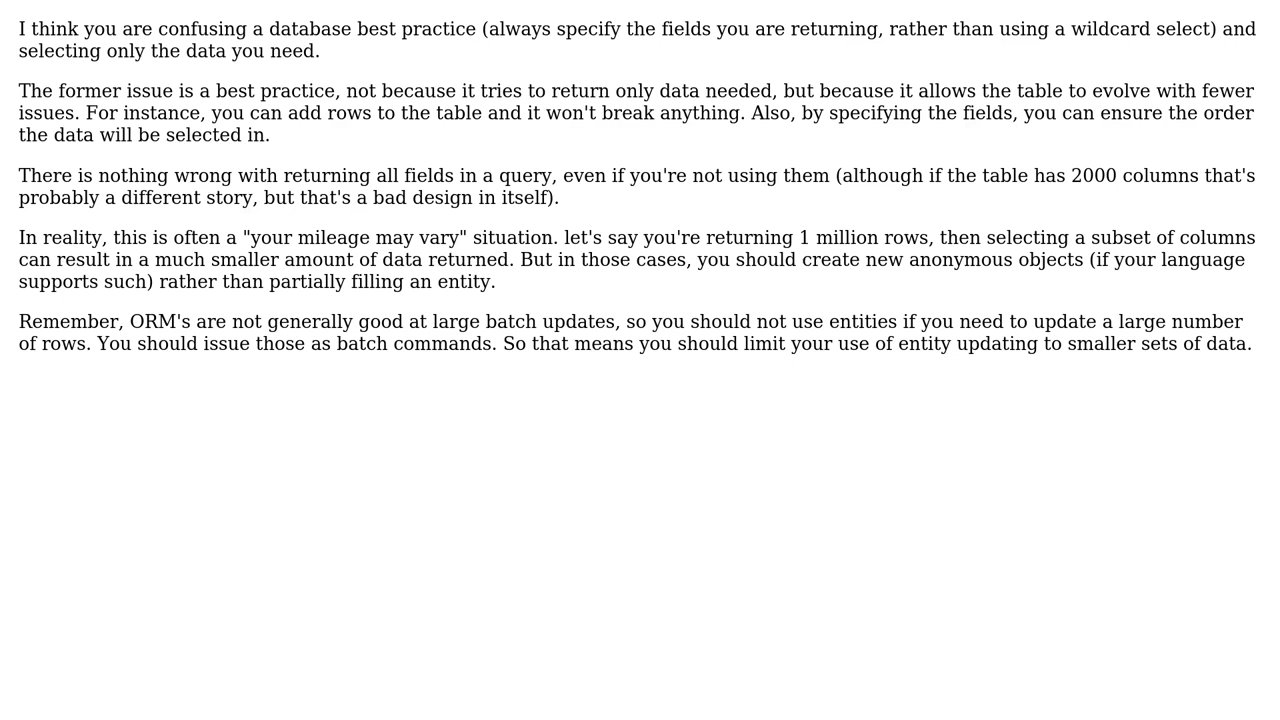 I think you are confusing a database best practice (always specify the fields you are returning, rather than using a wildcard select) and
selecting only the data you need.
The former issue is a best practice, not because it tries to return only data needed, but because it allows the table to evolve with fewer
issues. For instance, you can add rows to the table and it won't break anything. Also, by specifying the fields, you can ensure the order
the data will be selected in.
There is nothing wrong with returning all fields in a query, even if you're not using them (although if the table has 2000 columns that's
probably a different story, but that's a bad design in itself).
In reality, this is often a "your mileage may vary" situation. let's say you're returning 1 million rows, then selecting a subset of columns
can result in a much smaller amount of data returned. But in those cases, you should create new anonymous objects (if your language
supports such) rather than partially filling an entity.
Remember, ORM's are not generally good at large batch updates, so you should not use entities if you need to update a large number
of rows. You should issue those as batch commands. So that means you should limit your use of entity updating to smaller sets of data.